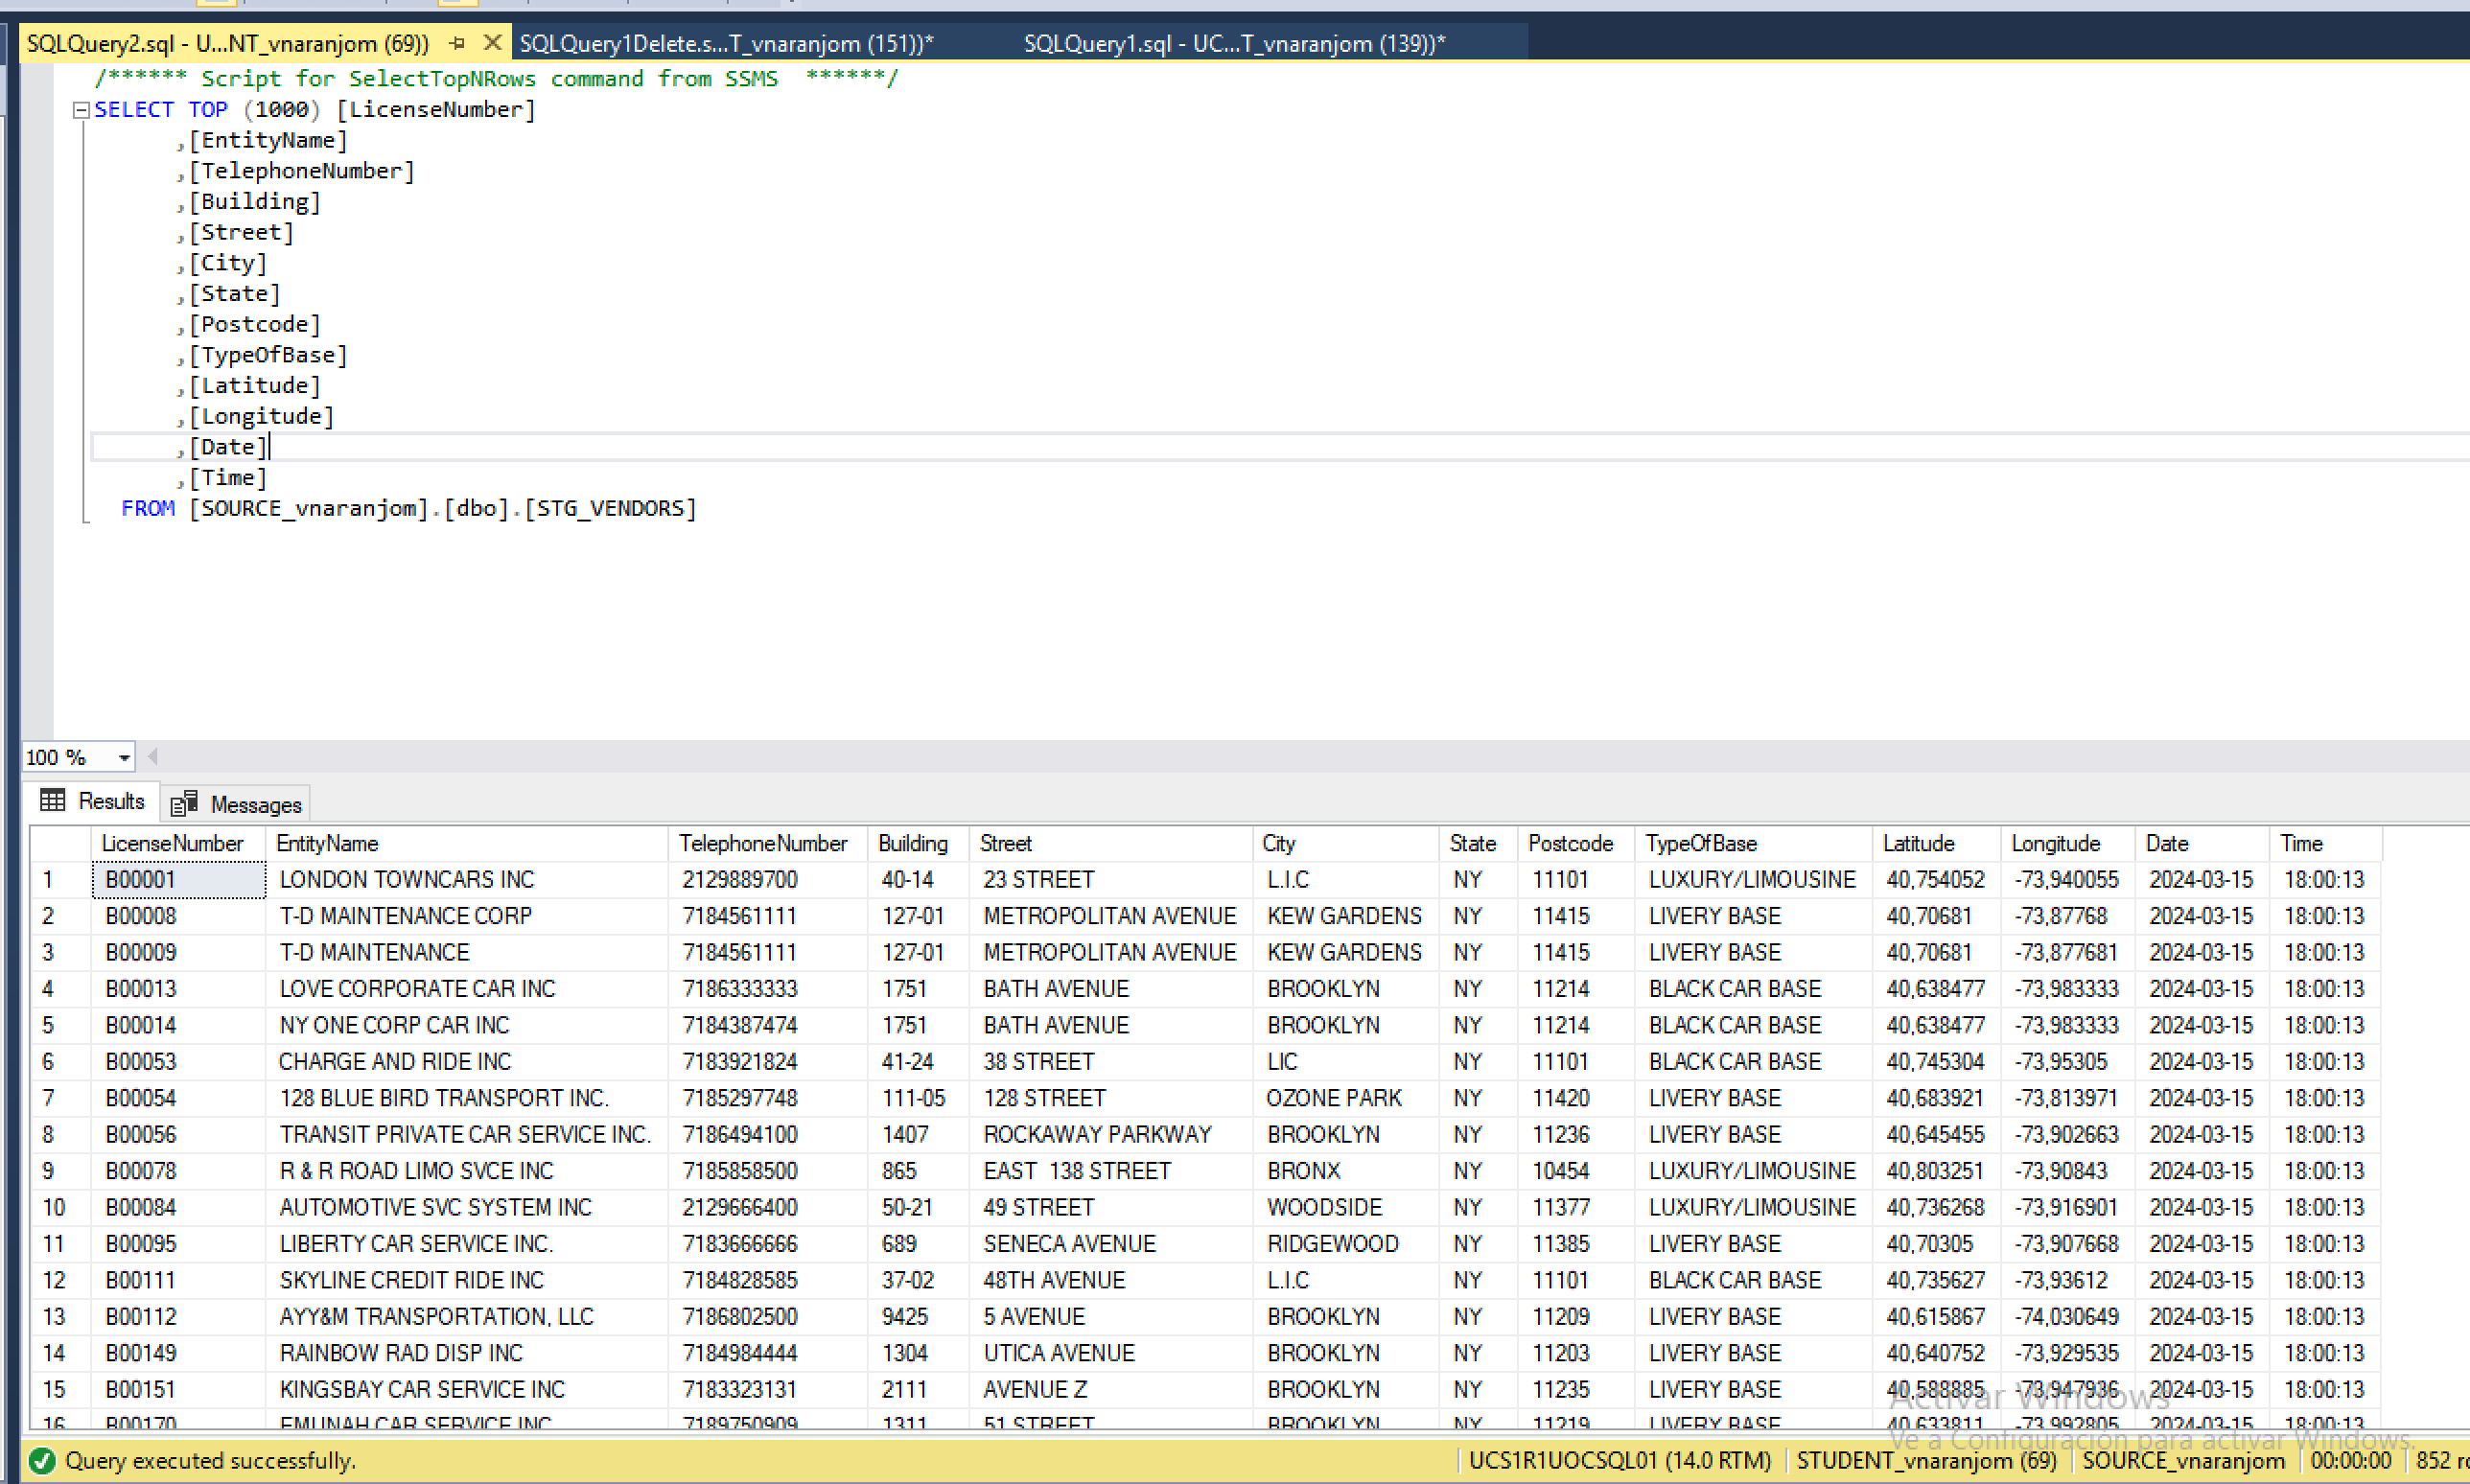 SQLQuery2.sql - U...NT_vnaranjom (69)) SQLQuery1Delete.s...T_vnaranjom (151))* SQLQuery1.sql - UC...T_vnaranjom (139))*
/****** Script for SelectTopNRows command from SSMS ******/
SELECT TOP (1000) [LicenseNumber]
,[EntityName]
,[TelephoneNumber]
,[Building]
,[Street]
,[City]
,[State]
,[Postcode]
,[TypeOfBase]
,[Latitude]
,[Longitude]
,[Date]
,[Time]
FROM [SOURCE_vnaranjom].[dbo].[STG_VENDORS]
100 %
Results Messages
LicenseNumber EntityName TelephoneNumber Building Street City State Postcode TypeOfBase Latitude Longitude Date Time
1 B00001 LONDON TOWNCARS INC 2129889700 40-14 23 STREET L.I.C NY 11101 LUXURY/LIMOUSINE 40,754052 -73,940055 2024-03-15 18:00:13
2 B00008 T-D MAINTENANCE CORP 7184561111 127-01 METROPOLITAN AVENUE KEW GARDENS NY 11415 LIVERY BASE 40,70681 -73,87768 2024-03-15 18:00:13
3 B00009 T-D MAINTENANCE 7184561111 127-01 METROPOLITAN AVENUE KEW GARDENS NY 11415 LIVERY BASE 40,70681 -73,877681 2024-03-15 18:00:13
4 B00013 LOVE CORPORATE CAR INC 7186333333 1751 BATH AVENUE BROOKLYN NY 11214 BLACK CAR BASE 40,638477 -73,983333 2024-03-15 18:00:13
5 B00014 NY ONE CORP CAR INC 7184387474 1751 BATH AVENUE BROOKLYN NY 11214 BLACK CAR BASE 40,638477 -73,983333 2024-03-15 18:00:13
6 B00053 CHARGE AND RIDE INC 7183921824 41-24 38 STREET LIC NY 11101 BLACK CAR BASE 40,745304 -73,95305 2024-03-15 18:00:13
7 B00054 128 BLUE BIRD TRANSPORT INC. 7185297748 111-05 128 STREET OZONE PARK NY 11420 LIVERY BASE 40,683921 -73,813971 2024-03-15 18:00:13
8 B00056 TRANSIT PRIVATE CAR SERVICE INC. 7186494100 1407 ROCKAWAY PARKWAY BROOKLYN NY 11236 LIVERY BASE 40,645455 -73,902663 2024-03-15 18:00:13
9 B00078 R & R ROAD LIMO SVCE INC 7185858500 865 EAST 138 STREET BRONX NY 10454 LUXURY/LIMOUSINE 40,803251 -73,90843 2024-03-15 18:00:13
10 B00084 AUTOMOTIVE SVC SYSTEM INC 2129666400 50-21 49 STREET WOODSIDE NY 11377 LUXURY/LIMOUSINE 40,736268 -73,916901 2024-03-15 18:00:13
11 B00095 LIBERTY CAR SERVICE INC. 7183666666 689 SENECA AVENUE RIDGEWOOD NY 11385 LIVERY BASE 40,70305 -73,907668 2024-03-15 18:00:13
12 B00111 SKYLINE CREDIT RIDE INC 7184828585 37-02 48TH AVENUE L.I.C NY 11101 BLACK CAR BASE 40,735627 -73,93612 2024-03-15 18:00:13
13 B00112 AYY&M TRANSPORTATION, LLC 7186802500 9425 5 AVENUE BROOKLYN NY 11209 LIVERY BASE 40,615867 -74,030649 2024-03-15 18:00:13
14 B00149 RAINBOW RAD DISP INC 7184984444 1304 UTICA AVENUE BROOKLYN NY 11203 LIVERY BASE 40,640752 -73,929535 2024-03-15 18:00:13
15 B00151 KINGSBAY CAR SERVICE INC 7183323131 2111 AVENUE Z BROOKLYN NY 11235 LIVERY BASE 40,588885 -73,947936 2024-03-15 18:00:13
16 B00170 EMUNAH CAR SERVICE INC 7189750909 1311 51 STREET BROOKLYN NY 11219 LIVERY BASE 40,633811 -73,992805 2024-03-15 18:00:13
Activar Windows
Ve a Configuración para activar Windows.
Query executed successfully. UCS1R1UOCSQL01 (14.0 RTM) STUDENT_vnaranjom (69) SOURCE_vnaranjom 00:00:00 852